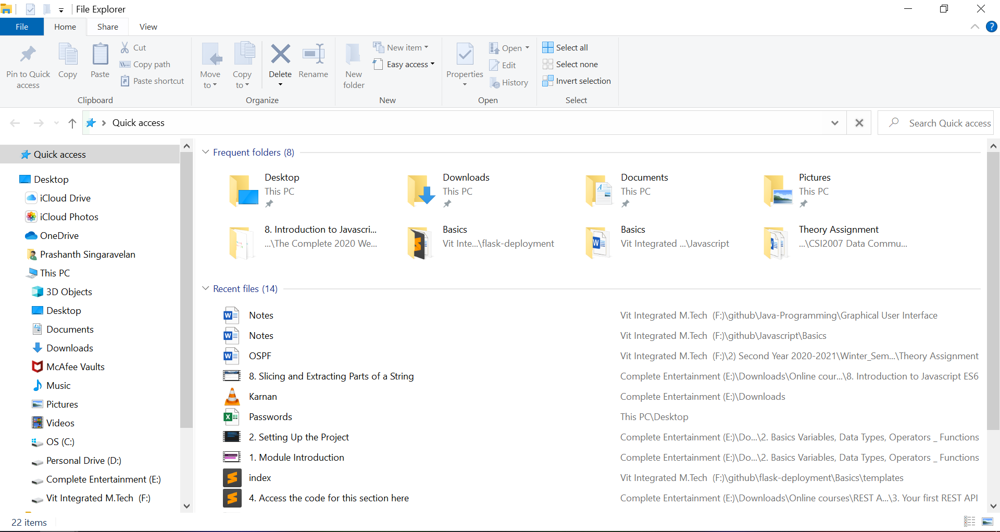 File Explorer
File Home Share View
Pin to Quick access
Copy
Paste
Cut
Copy path
Paste shortcut
Clipboard
Move to
Copy to
Delete
Rename
Organize
New folder
New item
Easy access
New
Properties
Open
Edit
History
Open
Select all
Select none
Invert selection
Select
Quick access
Search Quick access
Quick access
Desktop
iCloud Drive
iCloud Photos
OneDrive
Prashanth Singaravelan
This PC
3D Objects
Desktop
Documents
Downloads
McAfee Vaults
Music
Pictures
Videos
OS (C:)
Personal Drive (D:)
Complete Entertainment (E:)
Vit Integrated M.Tech (F:)
Frequent folders (8)
Desktop
This PC
Downloads
This PC
Documents
This PC
Pictures
This PC
8. Introduction to Javascri...
...\The Complete 2020 We...
Basics
Vit Inte...\flask-deployment
Basics
Vit Integrated ...\Javascript
Theory Assignment
...\CSI2007 Data Commu...
Recent files (14)
Notes Vit Integrated M.Tech (F:)\github\Java-Programming\Graphical User Interface
Notes Vit Integrated M.Tech (F:)\github\Javascript\Basics
OSPF Vit Integrated M.Tech (F:)\2) Second Year 2020-2021\Winter_Sem...\Theory Assignment
8. Slicing and Extracting Parts of a String Complete Entertainment (E:)\Downloads\Online cour...\8. Introduction to Javascript ES6
Karnan Complete Entertainment (E:)\Downloads
Passwords This PC\Desktop
2. Setting Up the Project Complete Entertainment (E:)\Do...\2. Basics Variables, Data Types, Operators _ Functions
1. Module Introduction Complete Entertainment (E:)\Do...\2. Basics Variables, Data Types, Operators _ Functions
index Vit Integrated M.Tech (F:)\github\flask-deployment\Basics\templates
4. Access the code for this section here Complete Entertainment (E:)\Downloads\Online courses\REST A...\3. Your first REST API
22 items